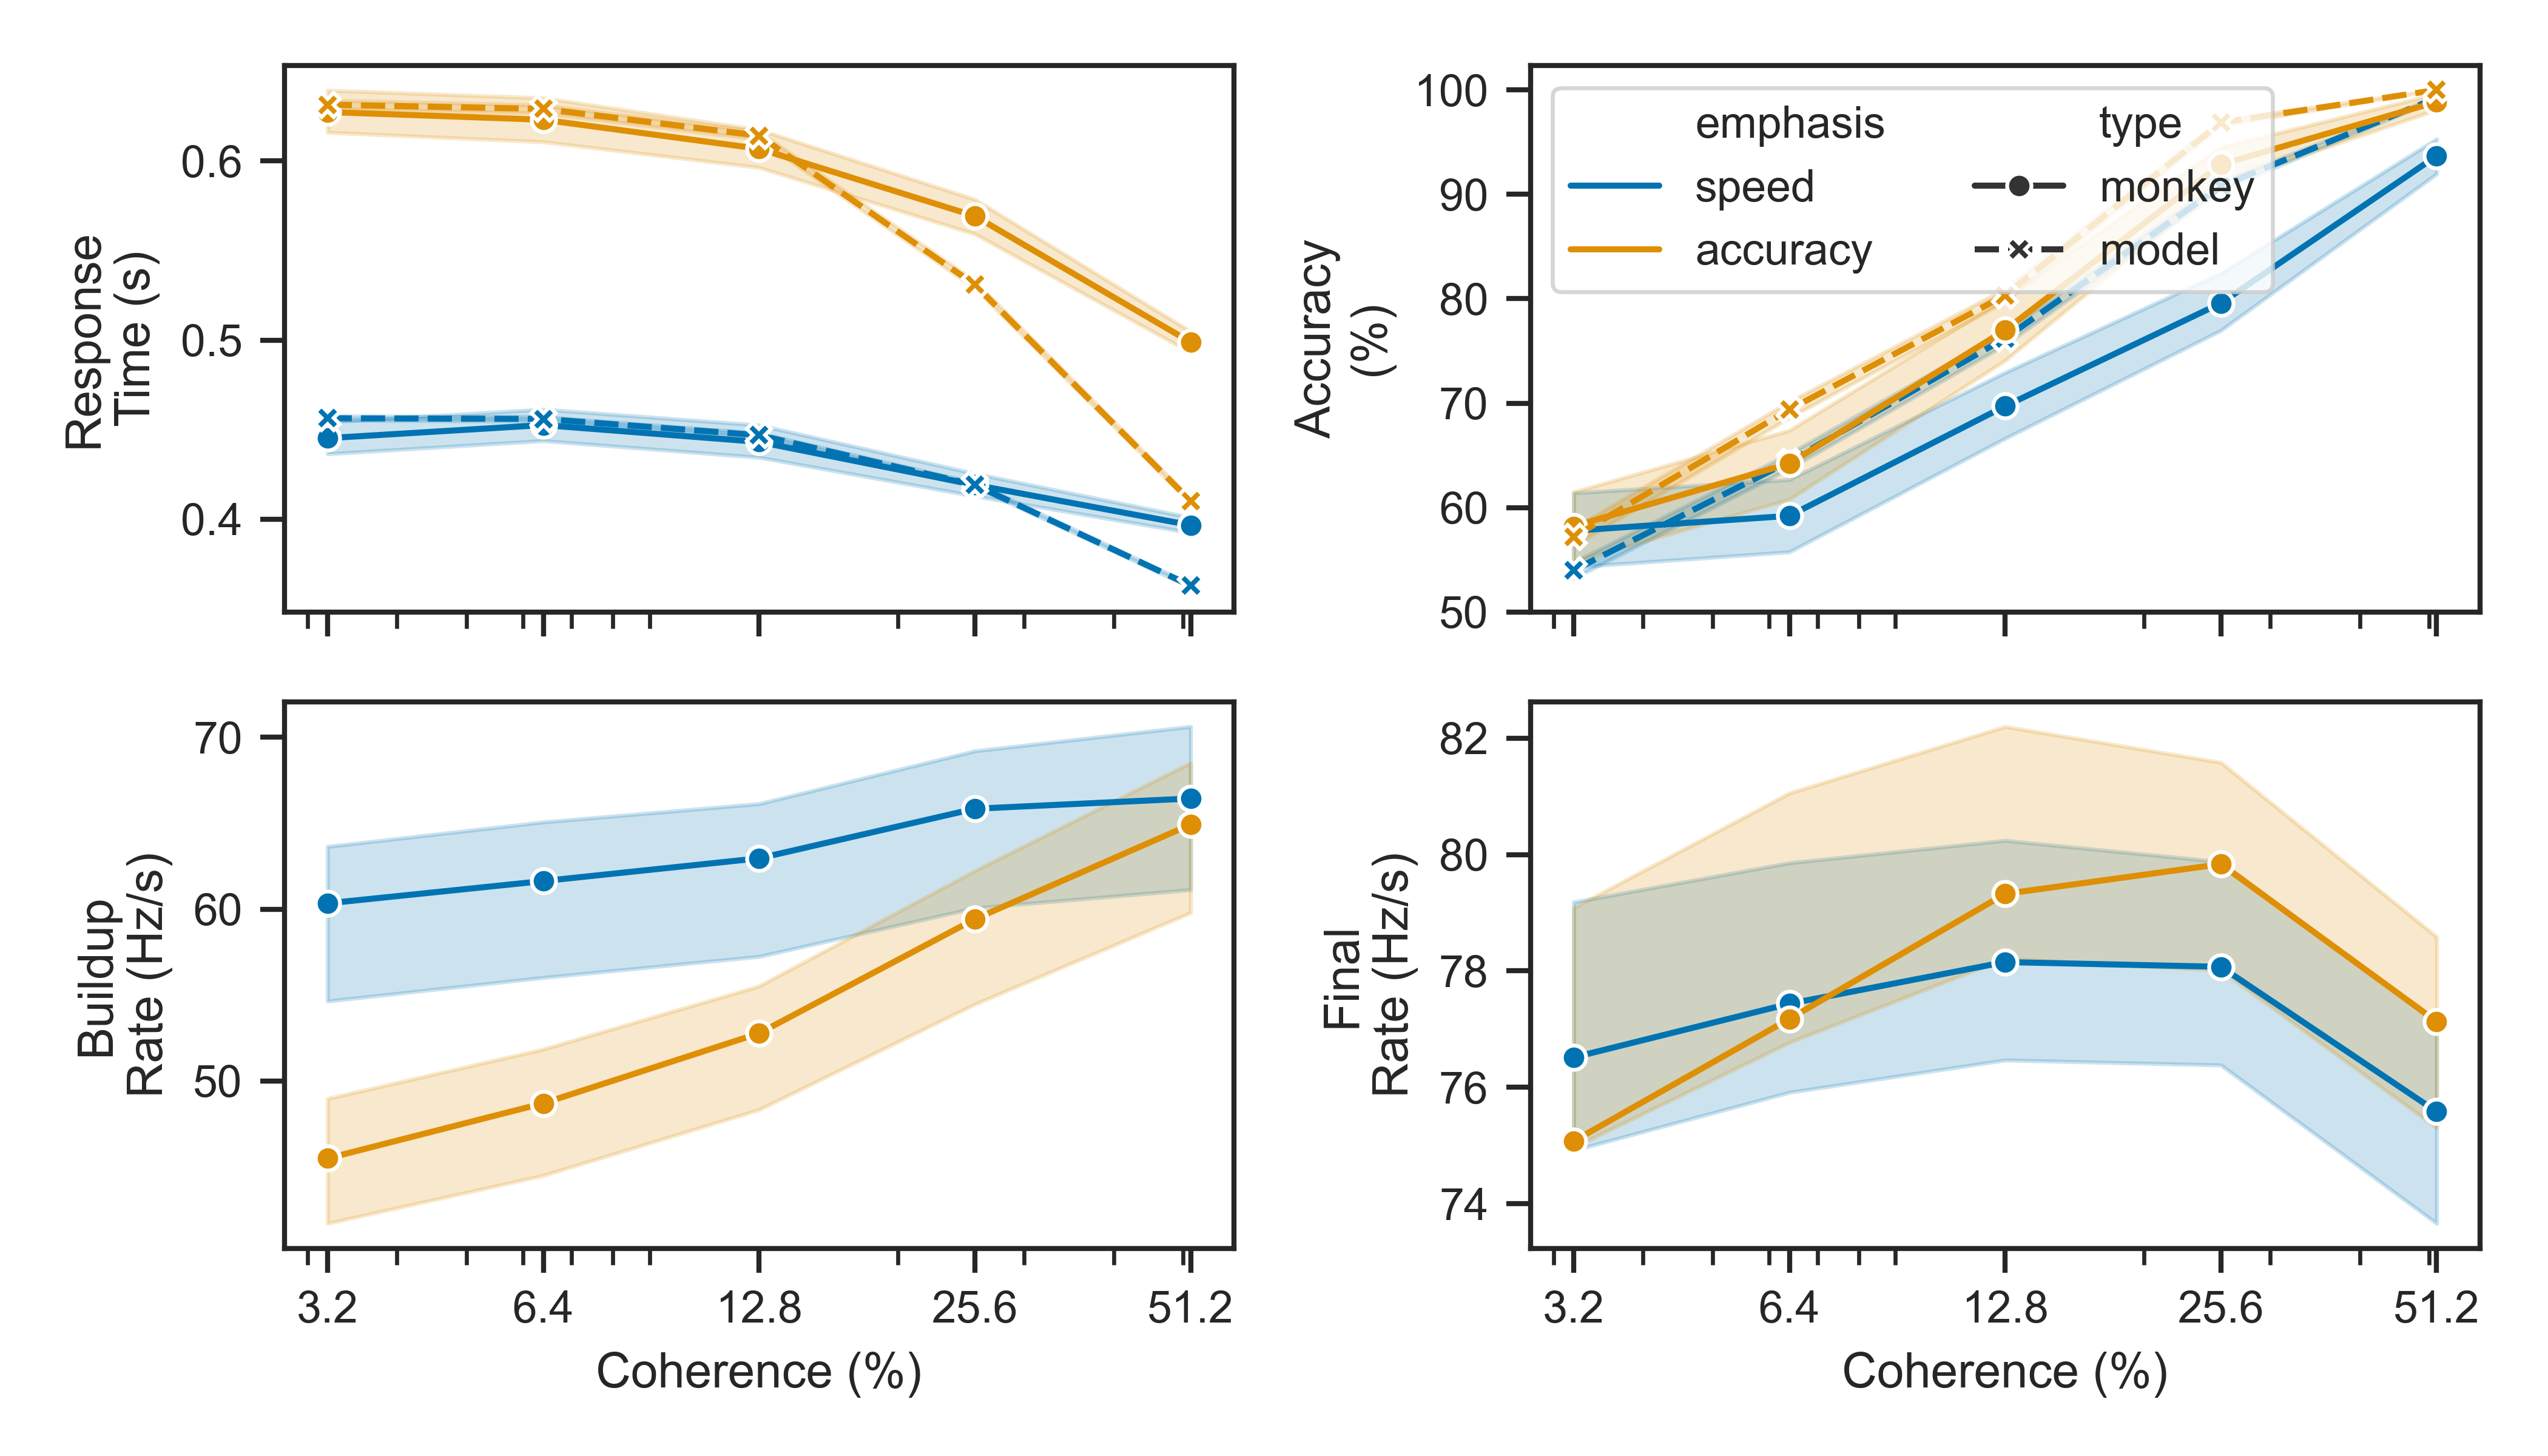 Response
Time (s)
0.6
0.5
0.4
Accuracy
(%)
100
90
80
70
60
50
emphasis
speed
accuracy
type
monkey
model
Buildup
Rate (Hz/s)
70
60
50
3.2
6.4
12.8
25.6
51.2
Coherence (%)
Final
Rate (Hz/s)
82
80
78
76
74
3.2
6.4
12.8
25.6
51.2
Coherence (%)